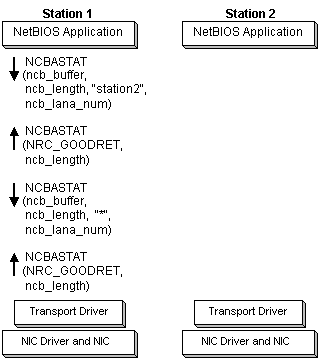 Station 1
Station 2
NetBIOS Application
NetBIOS Application
NCBASTAT
(ncb_buffer,
ncb_length, "station2",
ncb_lana_num)
NCBASTAT
(NRC_GOODRET,
ncb_length)
NCBASTAT
(ncb_buffer,
ncb_length, "*",
ncb_lana_num)
NCBASTAT
(NRC_GOODRET,
ncb_length)
Transport Driver
Transport Driver
NIC Driver and NIC
NIC Driver and NIC